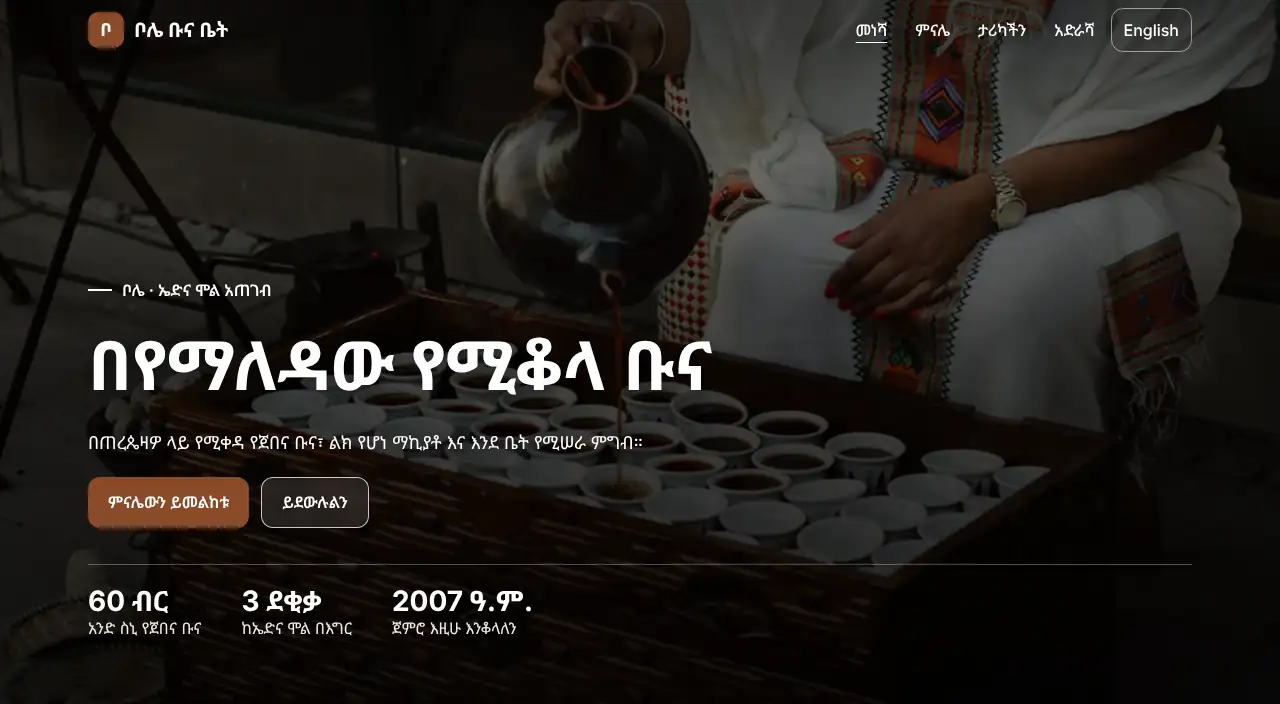 ቦ
ቦሌ ቡና ቤት
መነሻ
ምናሌ
ታሪካችን
አድራሻ
English
ቦሌ · ኤድና ሞል አጠገብ
በየማለዳው የሚቆላ ቡና
በጠረጴዛዎ ላይ የሚቀዳ የጀበና ቡና፣ ልክ የሆነ ማኪያቶ እና እንደ ቤት የሚሠራ ምግብ።
ምናሌውን ይመልከቱ
ይደውሉልን
60 ብር
አንድ ስኒ የጀበና ቡና
3 ደቂቃ
ከኤድና ሞል በእግር
2007 ዓ.ም.
ጀምሮ እዚሁ እንቆላለን